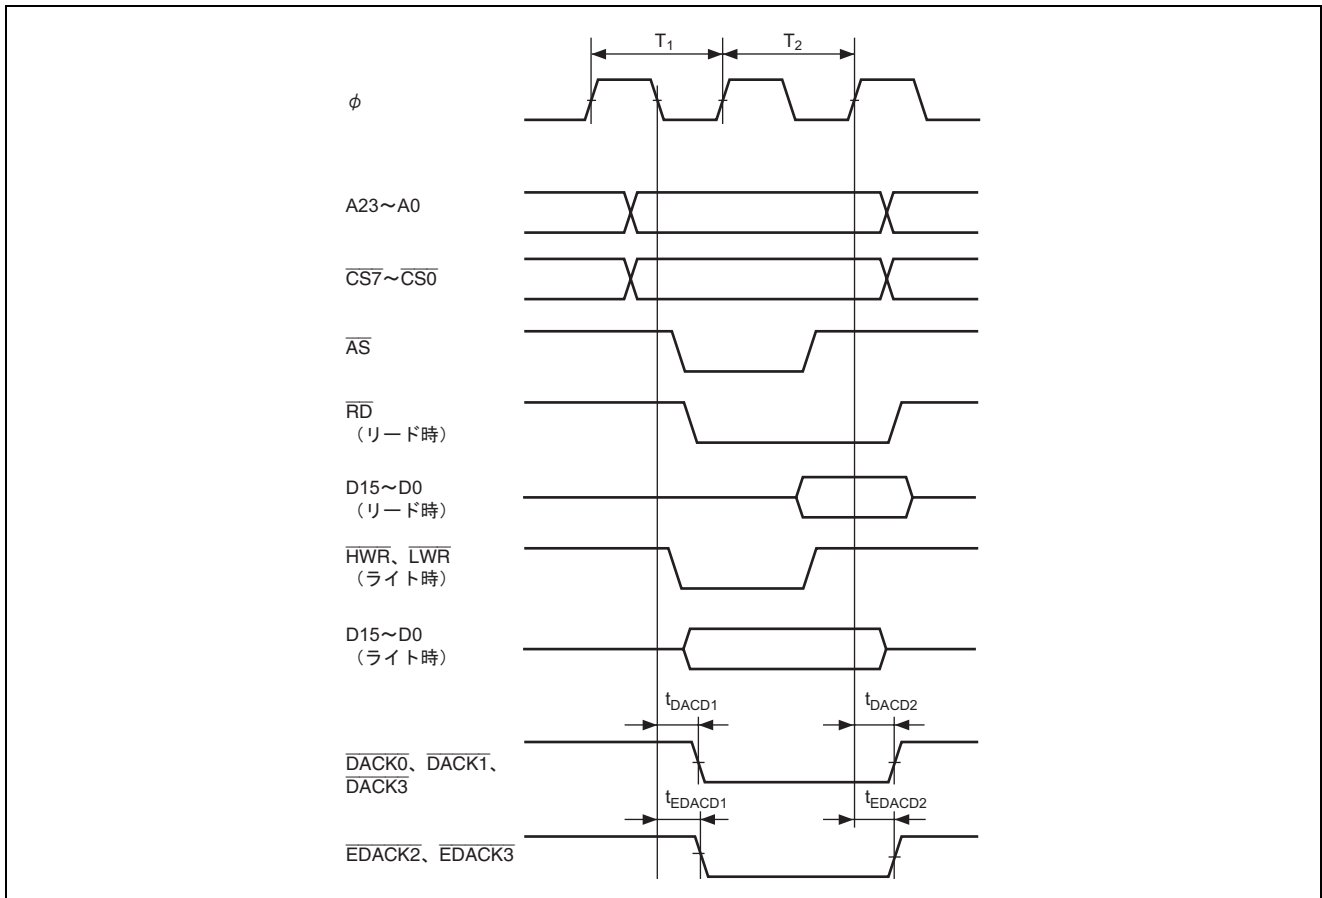 T1 T2
φ
A23～A0
CS7～CS0
AS
RD
（リード時）
D15～D0
（リード時）
HWR、LWR
（ライト時）
D15～D0
（ライト時）
tDACD1 tDACD2
DACK0、DACK1、
DACK3
tEDACD1 tEDACD2
EDACK2、EDACK3